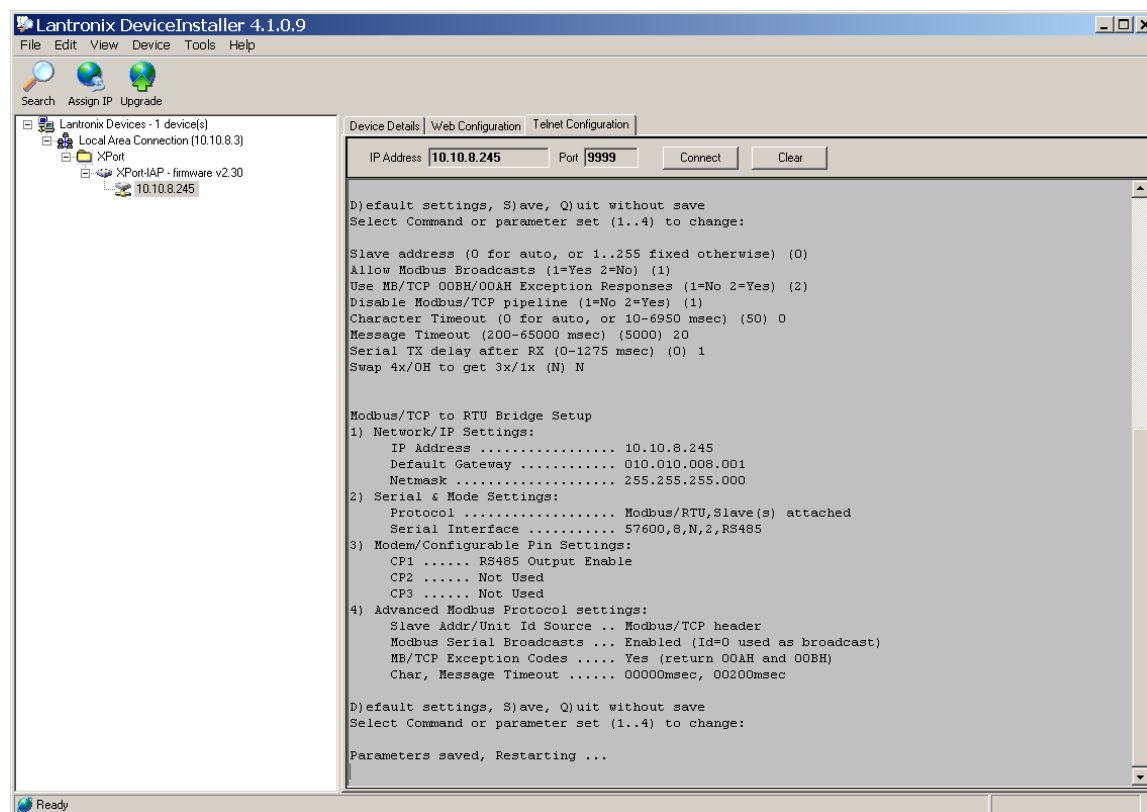 Lantronix DeviceInstaller 4.1.0.9
File Edit View Device Tools Help
Search Assign IP Upgrade
Lantronix Devices - 1 device(s)
Local Area Connection (10.10.8.3)
XPort
XPort-IAP - firmware v2.30
10.10.8.245
Device Details Web Configuration Telnet Configuration
IP Address 10.10.8.245 Port 9999 Connect Clear
D)efault settings, S)ave, Q)uit without save
Select Command or parameter set (1..4) to change:
Slave address (0 for auto, or 1..255 fixed otherwise) (0)
Allow Modbus Broadcasts (1=Yes 2=No) (1)
Use MB/TCP 00BH/00AH Exception Responses (1=No 2=Yes) (2)
Disable Modbus/TCP pipeline (1=No 2=Yes) (1)
Character Timeout (0 for auto, or 10-6950 msec) (50) 0
Message Timeout (200-65000 msec) (5000) 20
Serial TX delay after RX (0-1275 msec) (0) 1
Swap 4x/0H to get 3x/1x (N) N
Modbus/TCP to RTU Bridge Setup
1) Network/IP Settings:
IP Address ................. 10.10.8.245
Default Gateway ............ 010.010.008.001
Netmask .................... 255.255.255.000
2) Serial & Mode Settings:
Protocol ................... Modbus/RTU,Slave(s) attached
Serial Interface ........... 57600,8,N,2,RS485
3) Modem/Configurable Pin Settings:
CP1 ...... RS485 Output Enable
CP2 ...... Not Used
CP3 ...... Not Used
4) Advanced Modbus Protocol settings:
Slave Addr/Unit Id Source .. Modbus/TCP header
Modbus Serial Broadcasts ... Enabled (Id=0 used as broadcast)
MB/TCP Exception Codes ..... Yes (return 00AH and 00BH)
Char, Message Timeout ...... 00000msec, 00200msec
D)efault settings, S)ave, Q)uit without save
Select Command or parameter set (1..4) to change:
Parameters saved, Restarting ...
Ready